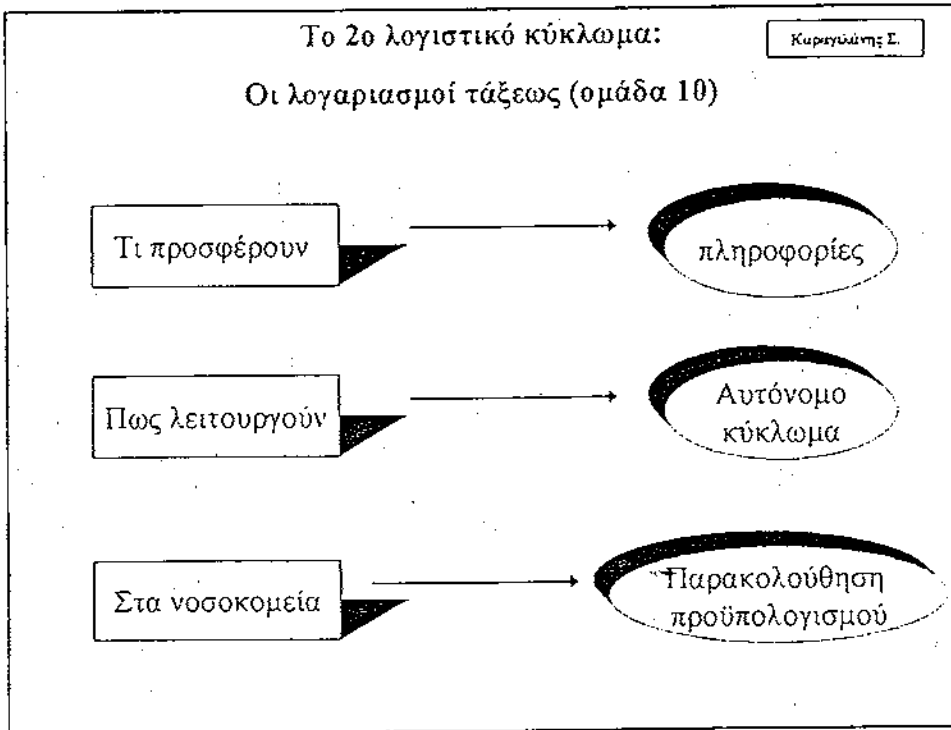 Το 2ο λογιστικό κύκλωμα:
Καραγιάννης Σ.
Οι λογαριασμοί τάξεως (ομάδα 10)
Τι προσφέρουν
πληροφορίες
Πως λειτουργούν
Αυτόνομο
κύκλωμα
Στα νοσοκομεία
Παρακολούθηση
προϋπολογισμού